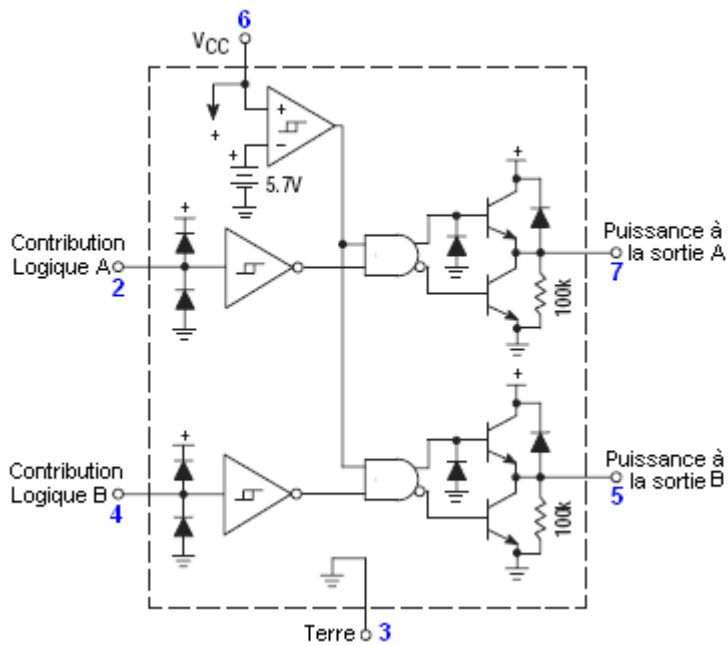 6
VCC
+
+
−
+
5.7V
+
+
Contribution
Logique A
2
Puissance à
la sortie A
7
100k
+
+
Contribution
Logique B
4
Puissance à
la sortie B
5
100k
Terre
3